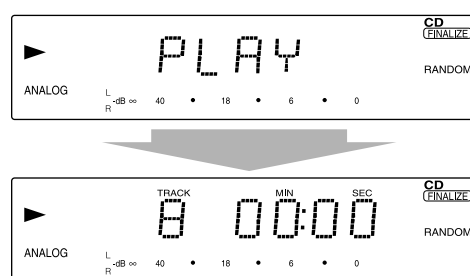 CD
FINALIZE
PLAY
RANDOM
ANALOG
L
R -dB ∞ 40 • 18 • 6 • 0
CD
TRACK MIN SEC
FINALIZE
8 00:00
RANDOM
ANALOG
L
R -dB ∞ 40 • 18 • 6 • 0